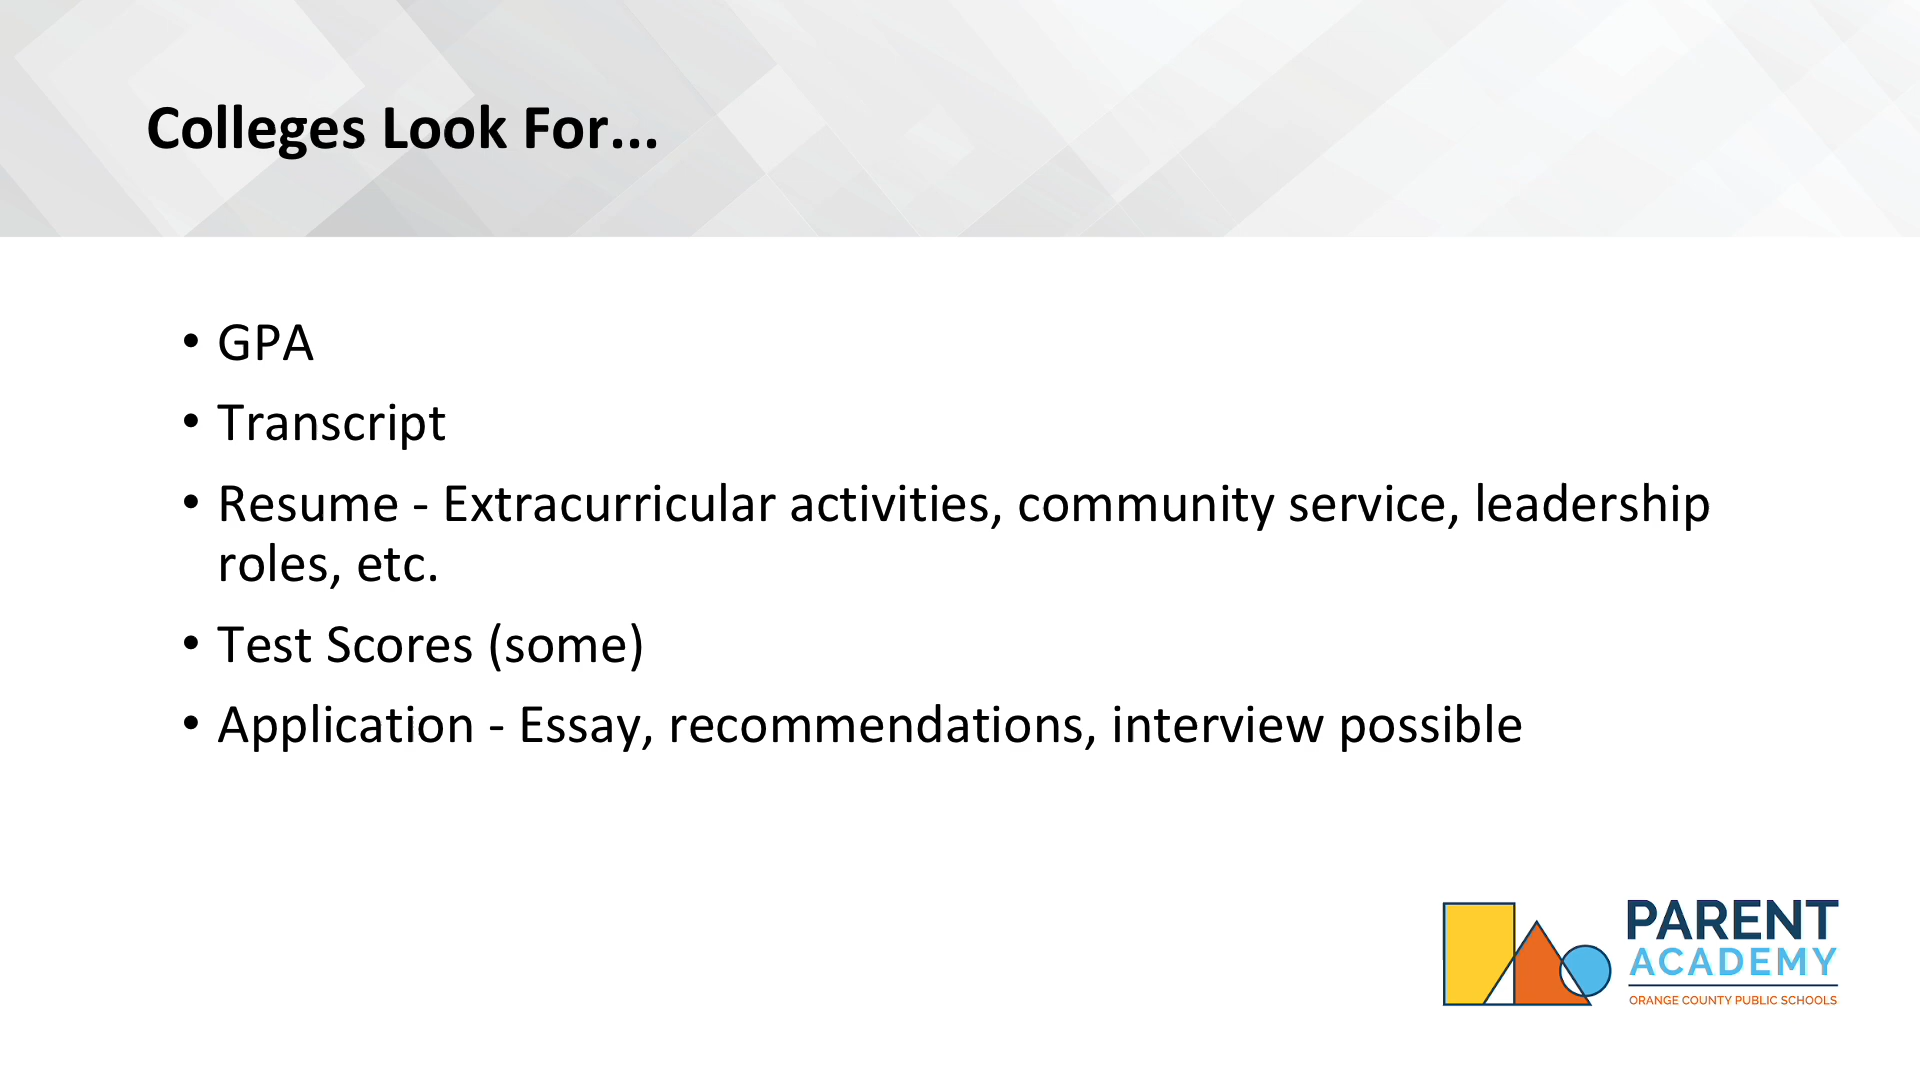 Colleges Look For...
• GPA
• Transcript
• Resume - Extracurricular activities, community service, leadership
roles, etc.
• Test Scores (some)
• Application - Essay, recommendations, interview possible
PARENT
ACADEMY
ORANGE COUNTY PUBLIC SCHOOLS